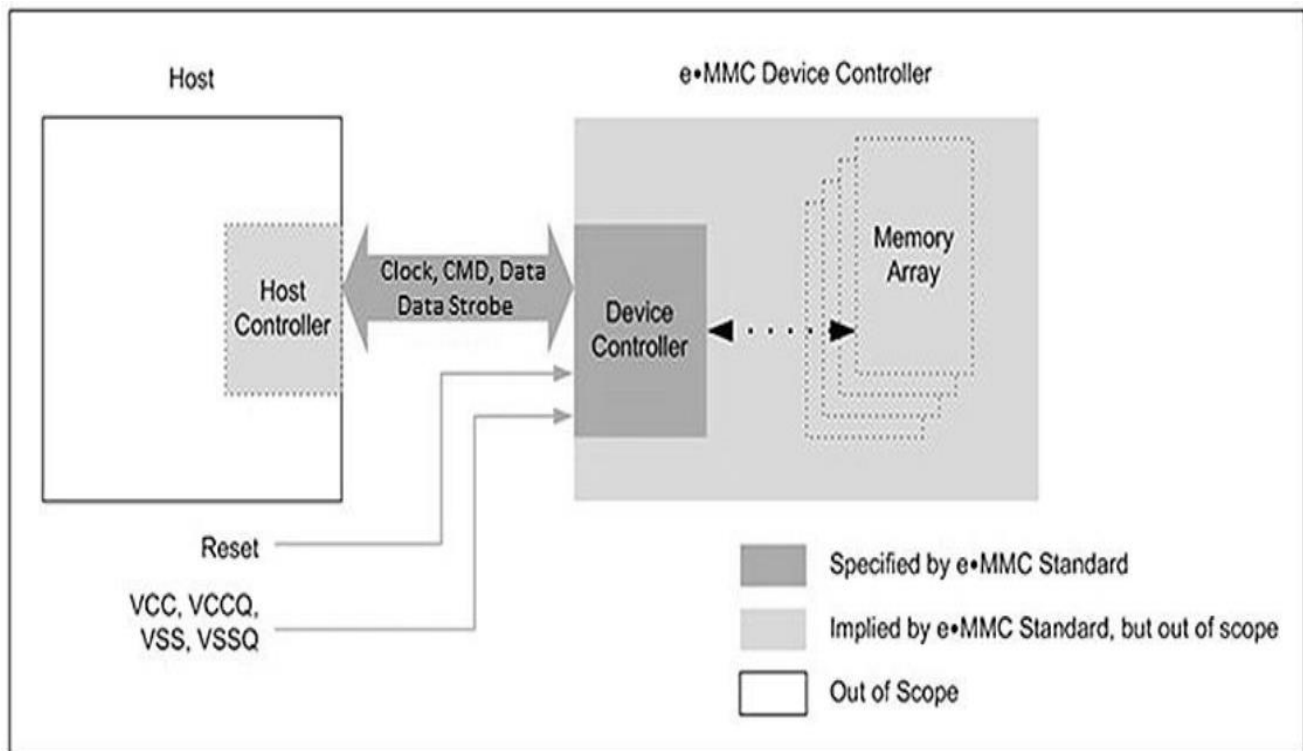 Host
e•MMC Device Controller
Host
Controller
Clock, CMD, Data
Data Strobe
Device
Controller
Memory
Array
Reset
VCC, VCCQ,
VSS, VSSQ
Specified by e•MMC Standard
Implied by e•MMC Standard, but out of scope
Out of Scope